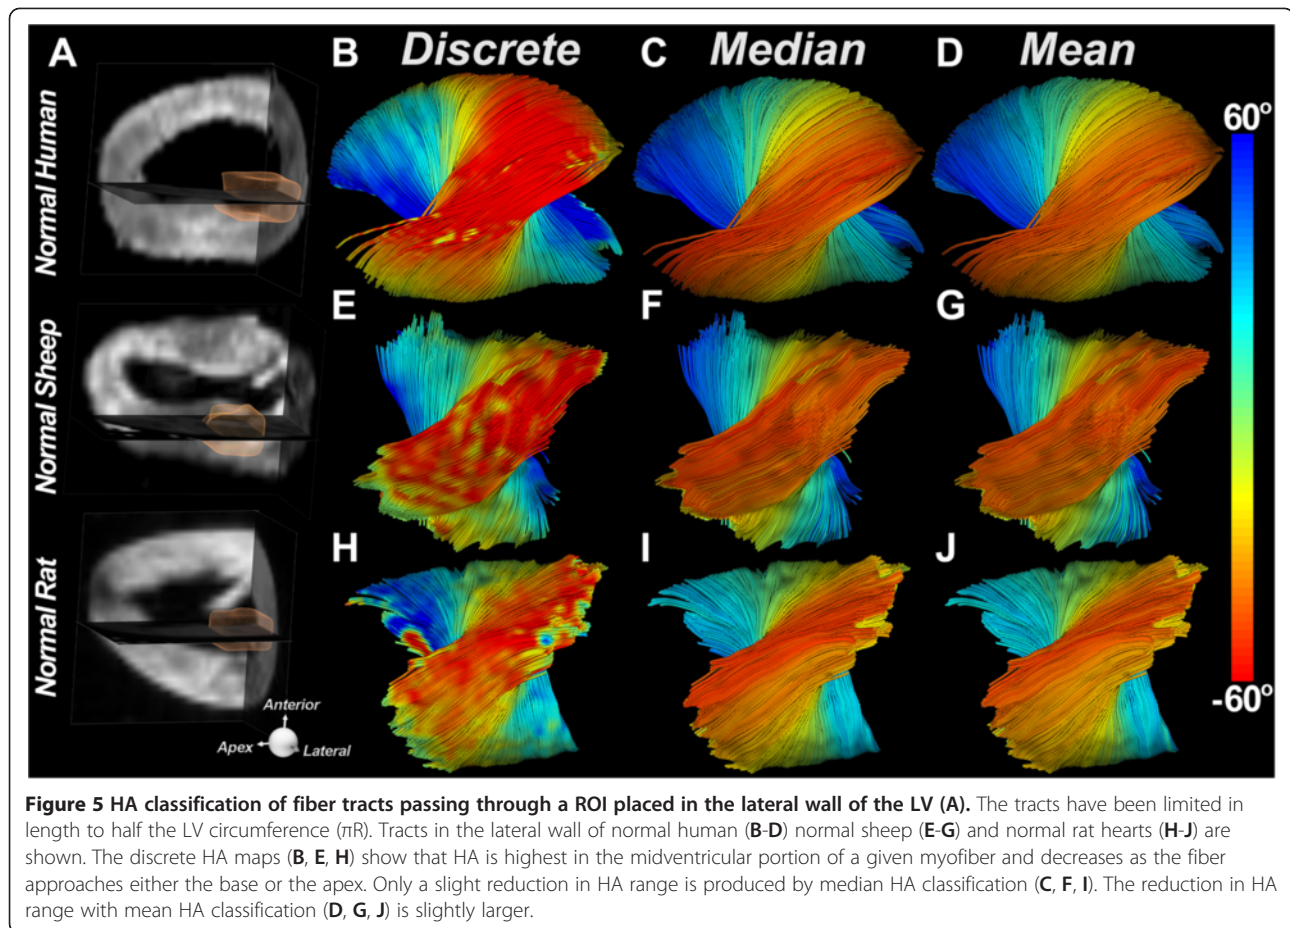 A
B
Discrete
C
Median
D
Mean
Normal Human
60°
E
F
G
Normal Sheep
H
I
J
Normal Rat
-60°
Anterior
Apex
Lateral
Figure 5 HA classification of fiber tracts passing through a ROI placed in the lateral wall of the LV (A). The tracts have been limited in
length to half the LV circumference (πR). Tracts in the lateral wall of normal human (B-D) normal sheep (E-G) and normal rat hearts (H-J) are
shown. The discrete HA maps (B, E, H) show that HA is highest in the midventricular portion of a given myofiber and decreases as the fiber
approaches either the base or the apex. Only a slight reduction in HA range is produced by median HA classification (C, F, I). The reduction in HA
range with mean HA classification (D, G, J) is slightly larger.